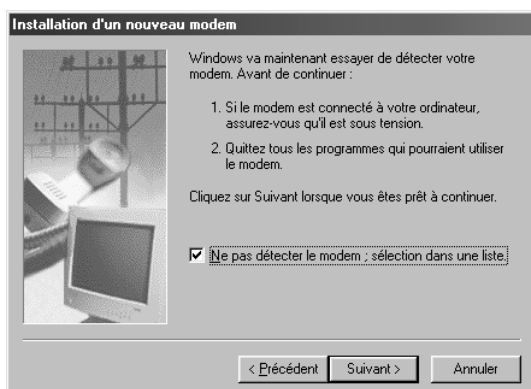 Installation d'un nouveau modem
Windows va maintenant essayer de détecter votre
modem. Avant de continuer :
1. Si le modem est connecté à votre ordinateur,
assurez-vous qu'il est sous tension.
2. Quittez tous les programmes qui pourraient utiliser
le modem.
Cliquez sur Suivant lorsque vous êtes prêt à continuer.
Ne pas détecter le modem ; sélection dans une liste.
< Précédent Suivant > Annuler